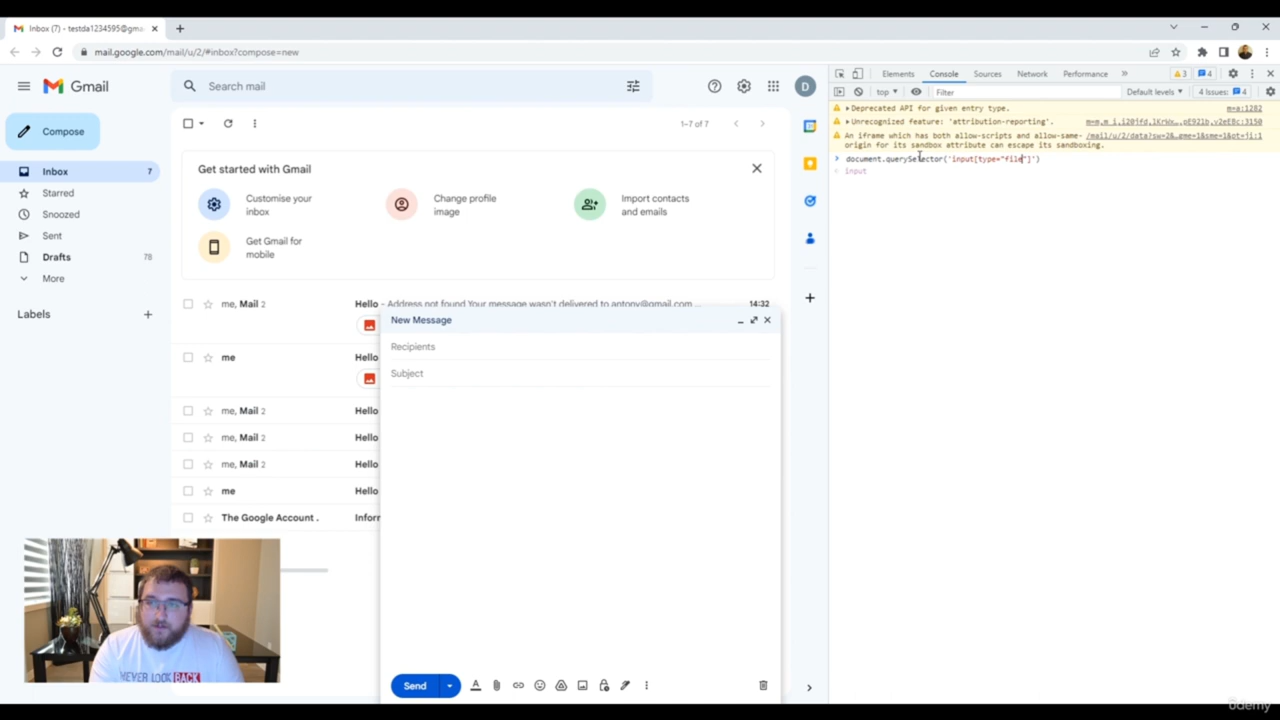 Inbox (7) - testda1234595@gma
mail.google.com/mail/u/2/#inbox?compose=new
Gmail
Search mail
D
Compose
Inbox 7
Starred
Snoozed
Sent
Drafts 78
More
Labels
1–7 of 7
Get started with Gmail
Customise your
inbox
Change profile
image
Import contacts
and emails
Get Gmail for
mobile
me, Mail 2 Hello - Address not found Your message wasn't delivered to antony@gmail.com ... 14:32
me Hello
me, Mail 2 Hello
me, Mail 2 Hello
me, Mail 2 Hello
me Hello
The Google Account . Inforr
New Message
Recipients
Subject
Send
Elements Console Sources Network Performance 3 4
top Filter Default levels 4 Issues: 4
Deprecated API for given entry type. m=a:1282
Unrecognized feature: 'attribution-reporting'.
An iframe which has both allow-scripts and allow-same-
origin for its sandbox attribute can escape its sandboxing.
document.querySelector('input[type="file"]')
input
NEVER LOOK BACK
ûdemy